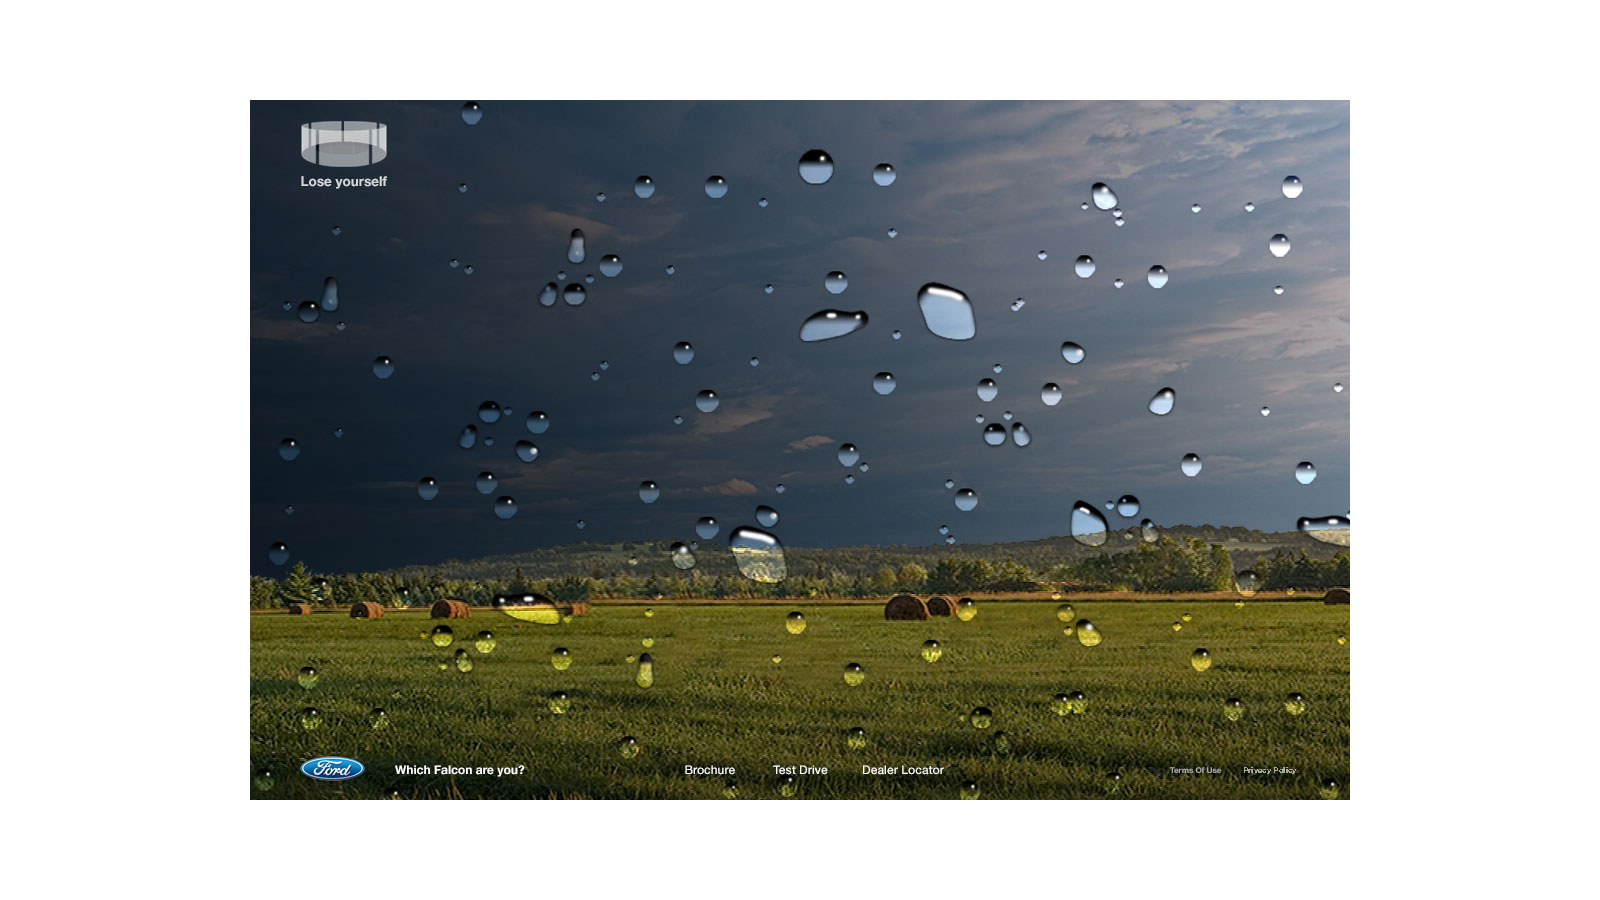 Lose yourself
Ford
Which Falcon are you?
Brochure
Test Drive
Dealer Locator
Terms Of Use
Privacy Policy